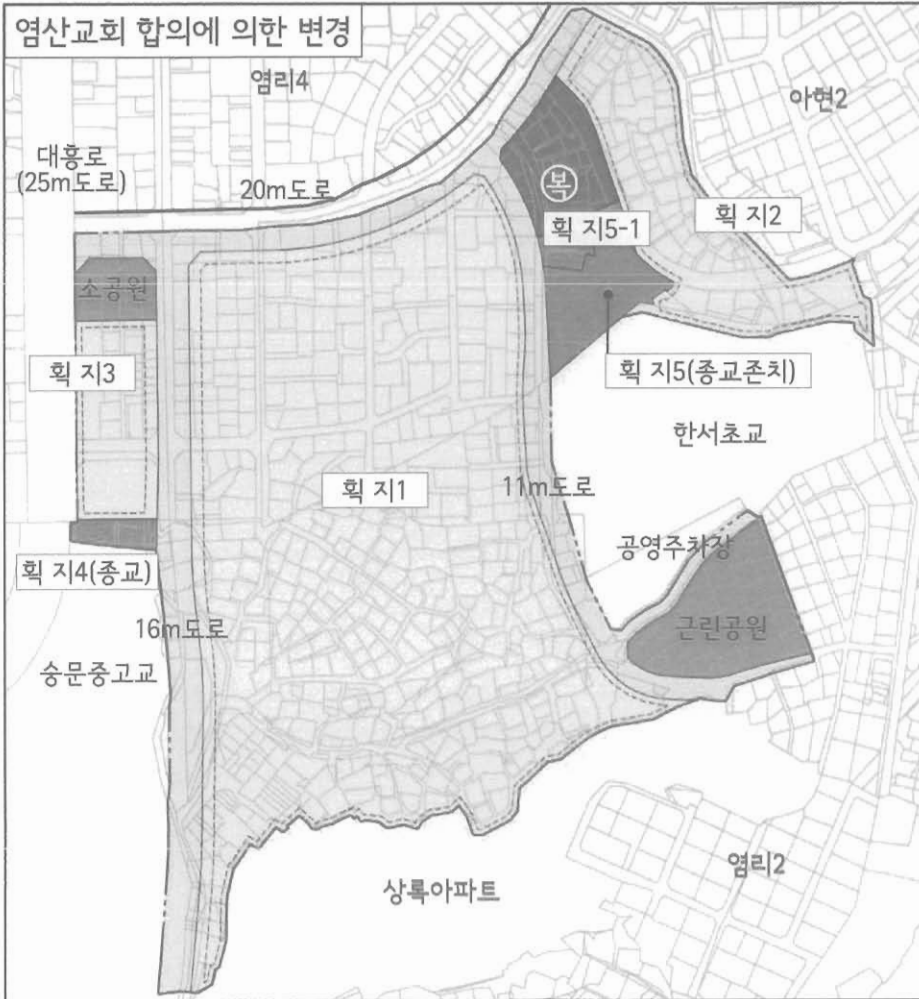 염산교회 합의에 의한 변경
염리4
아현2
대흥로
(25m도로)
20m도로
복
획 지5-1
획 지2
소공원
획 지3
획 지5(종교존치)
한서초교
획 지1
11m도로
공영주차장
획 지4(종교)
16m도로
근린공원
숭문중고교
염리2
상록아파트